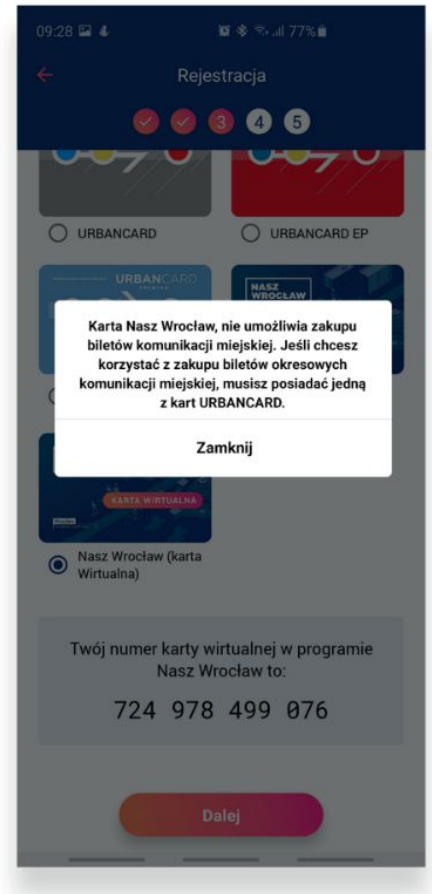 09:28 77%
Rejestracja
3 4 5
URBANCARD
URBANCARD EP
URBANCARD
NASZ
WROCŁAW
Karta Nasz Wrocław, nie umożliwia zakupu
biletów komunikacji miejskiej. Jeśli chcesz
korzystać z zakupu biletów okresowych
komunikacji miejskiej, musisz posiadać jedną
z kart URBANCARD.
Zamknij
KARTA WIRTUALNA
Nasz Wrocław (karta
Wirtualna)
Twój numer karty wirtualnej w programie
Nasz Wrocław to:
724 978 499 076
Dalej